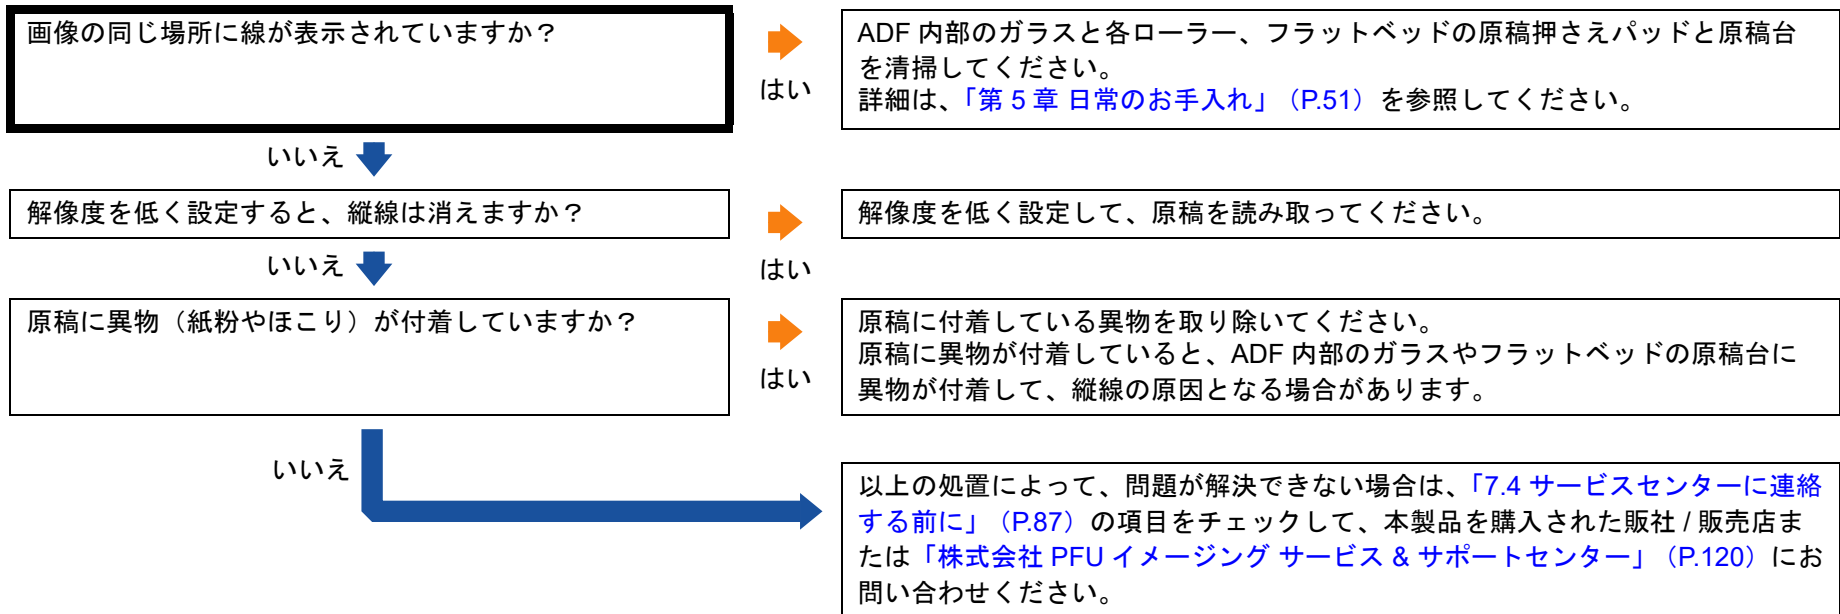 画像の同じ場所に線が表示されていますか？
はい
ADF 内部のガラスと各ローラー、フラットベッドの原稿押さえパッドと原稿台
を清掃してください。
詳細は、「第 5 章 日常のお手入れ」（P.51）を参照してください。
いいえ
解像度を低く設定すると、縦線は消えますか？
はい
解像度を低く設定して、原稿を読み取ってください。
いいえ
原稿に異物（紙粉やほこり）が付着していますか？
はい
原稿に付着している異物を取り除いてください。
原稿に異物が付着していると、ADF 内部のガラスやフラットベッドの原稿台に
異物が付着して、縦線の原因となる場合があります。
いいえ
以上の処置によって、問題が解決できない場合は、「7.4 サービスセンターに連絡
する前に」（P.87）の項目をチェックして、本製品を購入された販社 / 販売店ま
たは「株式会社 PFU イメージング サービス & サポートセンター」（P.120）にお
問い合わせください。